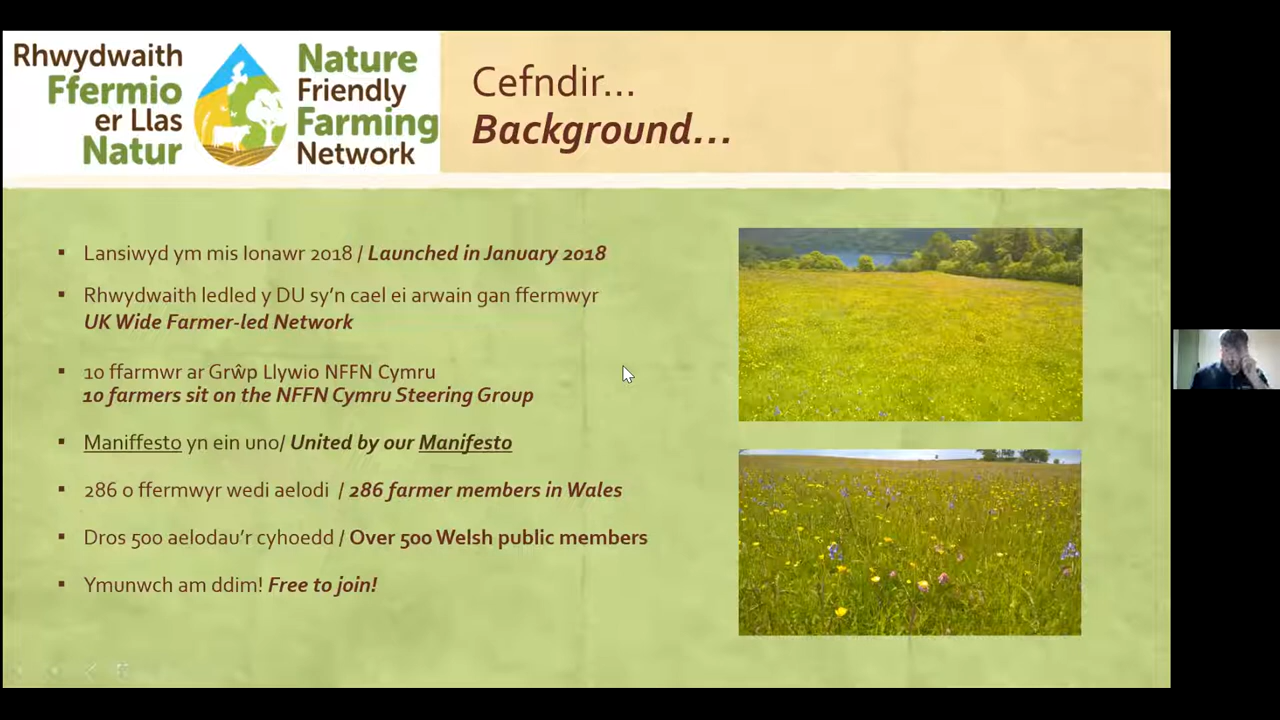 Rhwydwaith
Ffermio
er Llas
Natur
Nature
Friendly
Farming
Network
Cefndir...
Background...
Lansiwyd ym mis Ionawr 2018 / Launched in January 2018
Rhwydwaith ledled y DU sy'n cael ei arwain gan ffermwyr
UK Wide Farmer-led Network
10 ffarmwr ar Grŵp Llywio NFFN Cymru
10 farmers sit on the NFFN Cymru Steering Group
Maniffesto yn ein uno/ United by our Manifesto
286 o ffermwyr wedi aelodi / 286 farmer members in Wales
Dros 500 aelodau'r cyhoedd / Over 500 Welsh public members
Ymunwch am ddim! Free to join!